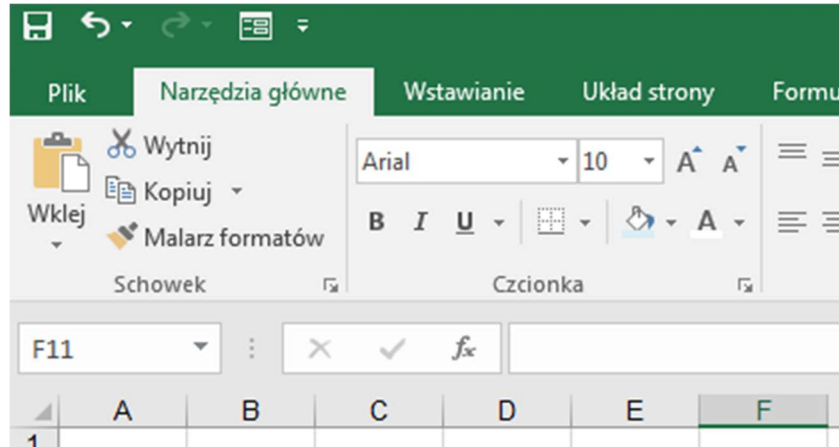 Plik Narzędzia główne Wstawianie Układ strony Formu
Wytnij
Kopiuj
Wklej
Malarz formatów
Schowek
Arial 10 A A
B I U A
Czcionka
F11 fx
A B C D E F
1